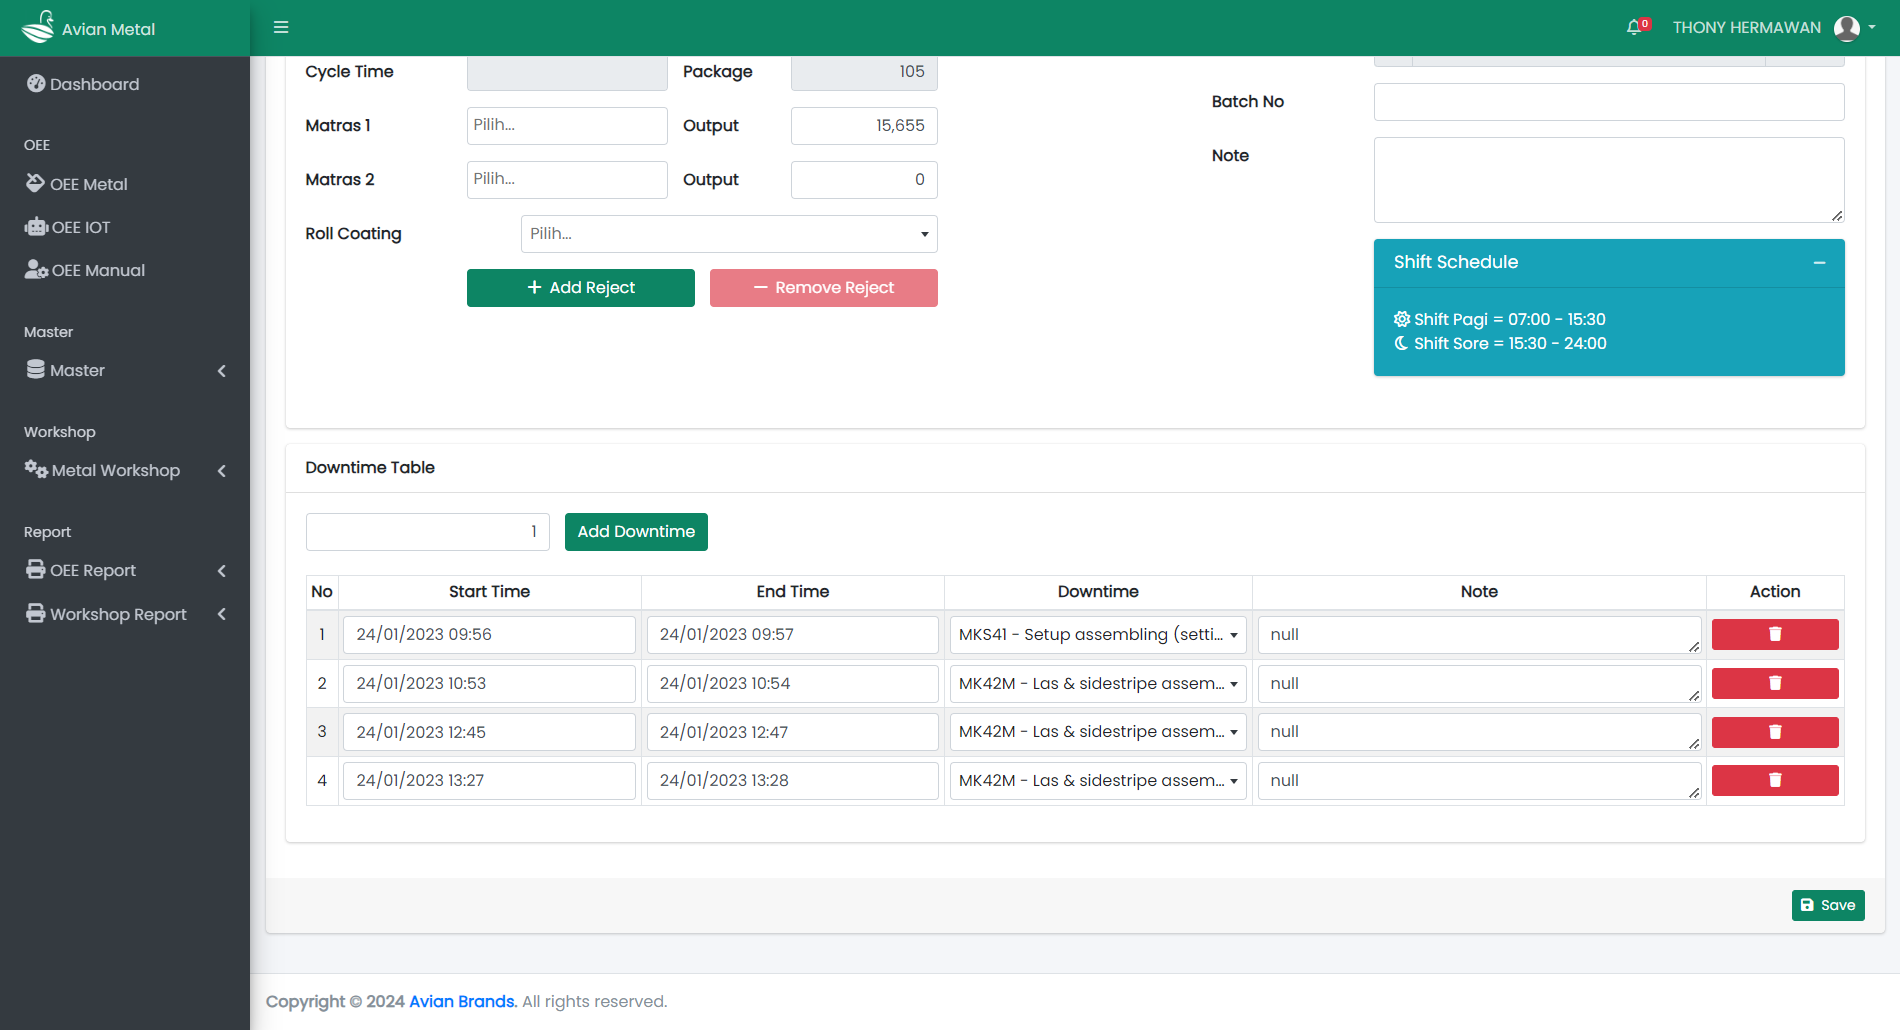 Avian Metal
0
THONY HERMAWAN
Dashboard
OEE
OEE Metal
OEE IOT
OEE Manual
Master
Master
Workshop
Metal Workshop
Report
OEE Report
Workshop Report
Cycle Time
Package 105
Matras 1 Pilih... Output 15,655
Matras 2 Pilih... Output 0
Roll Coating Pilih...
+ Add Reject − Remove Reject
Batch No
Note
Shift Schedule −
Shift Pagi = 07:00 - 15:30
Shift Sore = 15:30 - 24:00
Downtime Table
1 Add Downtime
No Start Time End Time Downtime Note Action
1 24/01/2023 09:56 24/01/2023 09:57 MKS41 - Setup assembling (setti... null
2 24/01/2023 10:53 24/01/2023 10:54 MK42M - Las & sidestripe assem... null
3 24/01/2023 12:45 24/01/2023 12:47 MK42M - Las & sidestripe assem... null
4 24/01/2023 13:27 24/01/2023 13:28 MK42M - Las & sidestripe assem... null
Save
Copyright © 2024 Avian Brands. All rights reserved.